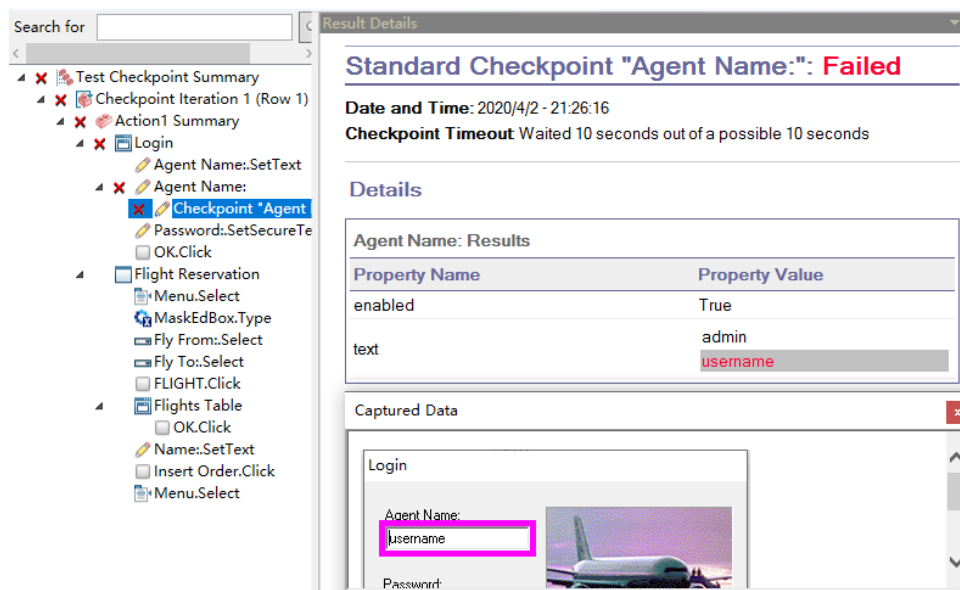 Search for
Test Checkpoint Summary
Checkpoint Iteration 1 (Row 1)
Action1 Summary
Login
Agent Name:.SetText
Agent Name:
Checkpoint "Agent
Password:.SetSecureTe
OK.Click
Flight Reservation
Menu.Select
MaskEdBox.Type
Fly From:.Select
Fly To:.Select
FLIGHT.Click
Flights Table
OK.Click
Name:.SetText
Insert Order.Click
Menu.Select
Result Details
Standard Checkpoint "Agent Name:": Failed
Date and Time: 2020/4/2 - 21:26:16
Checkpoint Timeout: Waited 10 seconds out of a possible 10 seconds
Details
Agent Name: Results
Property Name Property Value
enabled True
text admin
username
Captured Data
Login
Agent Name:
username
Password: